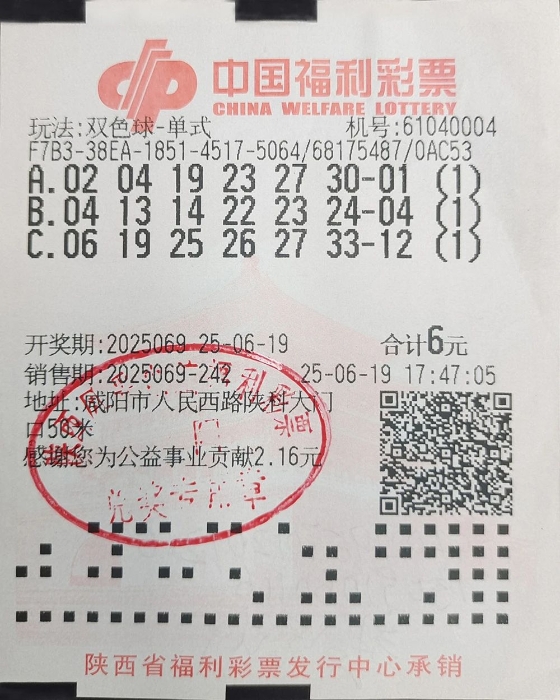 中国福利彩票
CHINA WELFARE LOTTERY
玩法:双色球-单式 机号:61040004
F7B3-38EA-1851-4517-5064/68175487/0AC53
A.02 04 19 23 27 30-01 (1)
B.04 13 14 22 23 24-04 (1)
C.06 19 25 26 27 33-12 (1)
开奖期:2025069 25-06-19 合计6元
销售期:2025069-242 25-06-19 17:47:05
地址:咸阳市人民西路陕科大门
口50米
感谢您为公益事业贡献2.16元
兑奖专用章
陕西省福利彩票发行中心承销